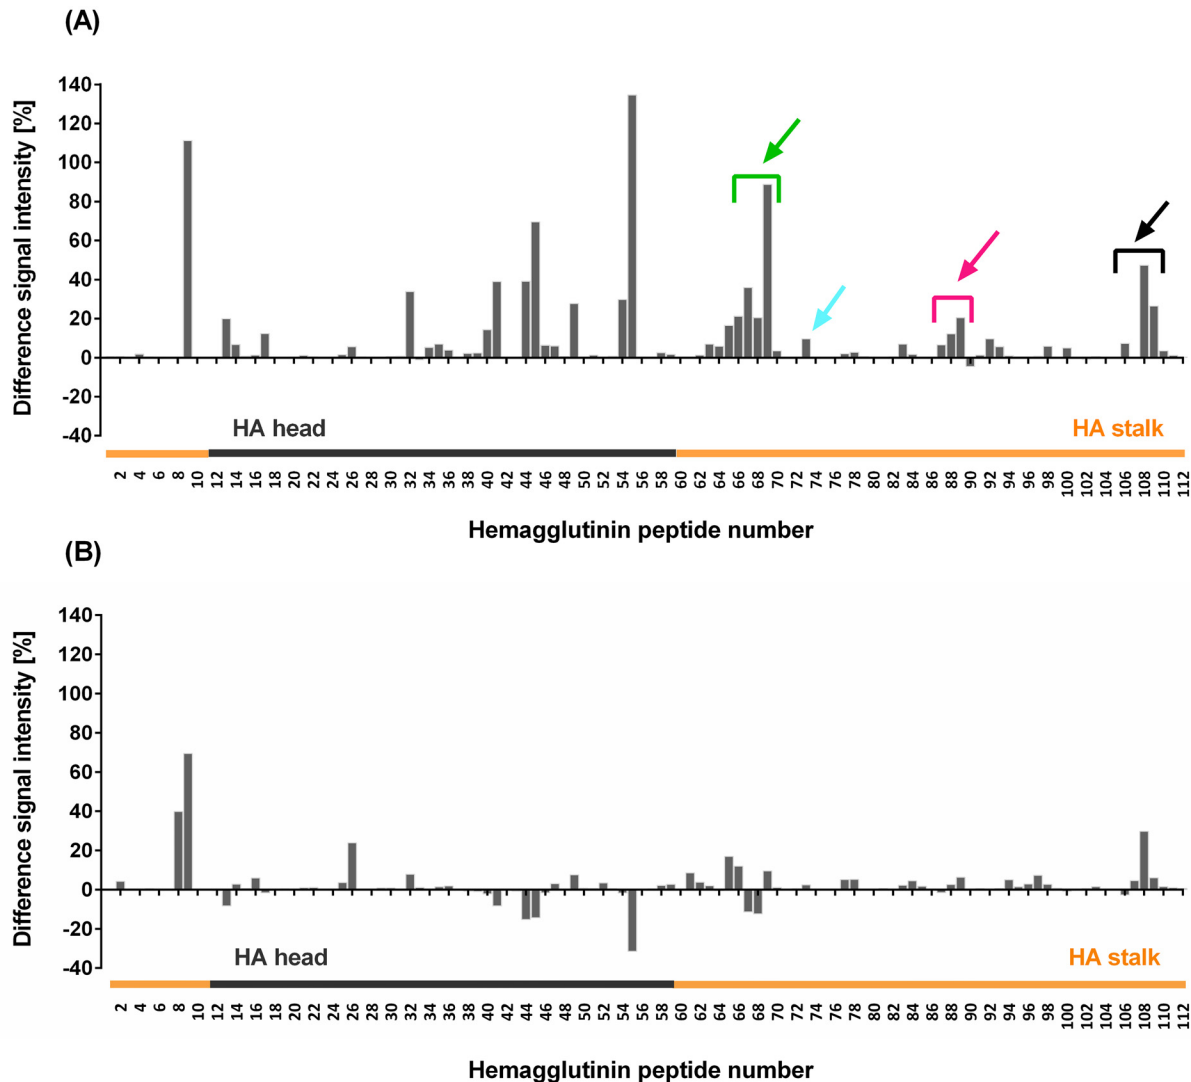 (A)
Difference signal intensity [%]
140
120
100
80
60
40
20
0
-20
-40
HA head HA stalk
2 4 6 8 10 12 14 16 18 20 22 24 26 28 30 32 34 36 38 40 42 44 46 48 50 52 54 56 58 60 62 64 66 68 70 72 74 76 78 80 82 84 86 88 90 92 94 96 98 100 102 104 106 108 110 112
Hemagglutinin peptide number
(B)
Difference signal intensity [%]
140
120
100
80
60
40
20
0
-20
-40
HA head HA stalk
2 4 6 8 10 12 14 16 18 20 22 24 26 28 30 32 34 36 38 40 42 44 46 48 50 52 54 56 58 60 62 64 66 68 70 72 74 76 78 80 82 84 86 88 90 92 94 96 98 100 102 104 106 108 110 112
Hemagglutinin peptide number